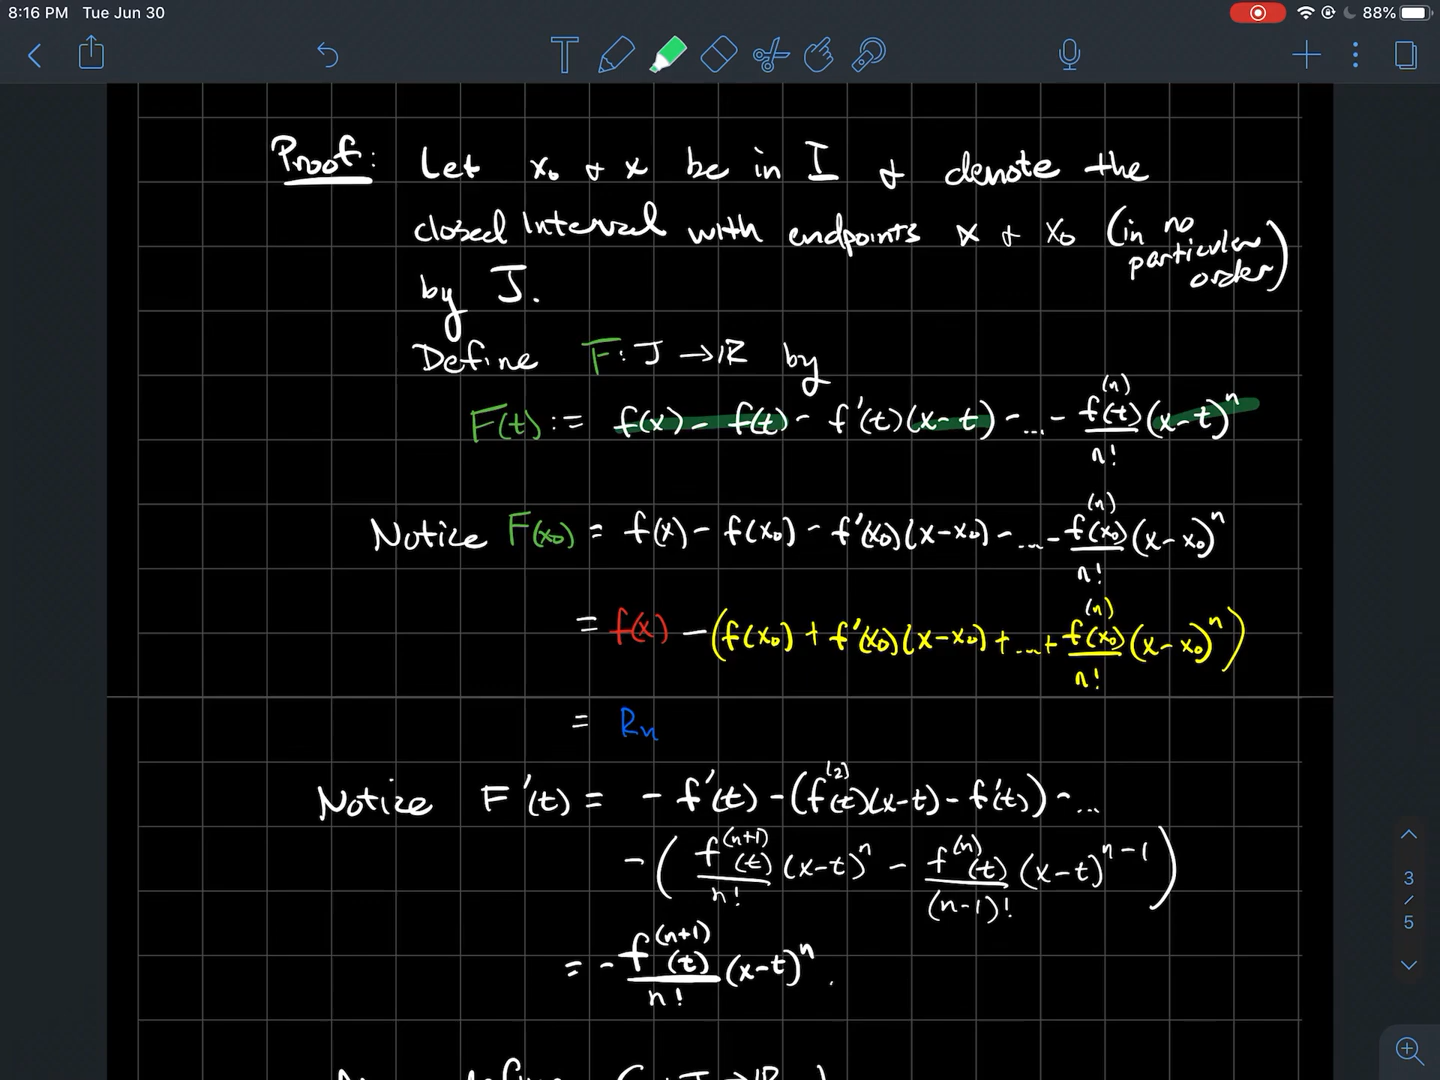 8:16 PM Tue Jun 30
88%
Proof: Let x₀ & x be in I & denote the
closed Interval with endpoints x & x₀ (in no particular order)
by J.
Define F: J → ℝ by
F(t) := f(x) - f(t) - f'(t)(x-t) - ... - f⁽ⁿ⁾(t)/n! (x-t)ⁿ
Notice F(x₀) = f(x) - f(x₀) - f'(x₀)(x-x₀) - ... - f⁽ⁿ⁾(x₀)/n! (x-x₀)ⁿ
= f(x) - (f(x₀) + f'(x₀)(x-x₀) + ... + f⁽ⁿ⁾(x₀)/n! (x-x₀)ⁿ)
= Rn
Notice F'(t) = - f'(t) - (f⁽²⁾(t)(x-t) - f'(t)) - ...
- (f⁽ⁿ⁺¹⁾(t)/n! (x-t)ⁿ - f⁽ⁿ⁾(t)/(n-1)! (x-t)ⁿ⁻¹)
= - f⁽ⁿ⁺¹⁾(t)/n! (x-t)ⁿ.
3
/
5